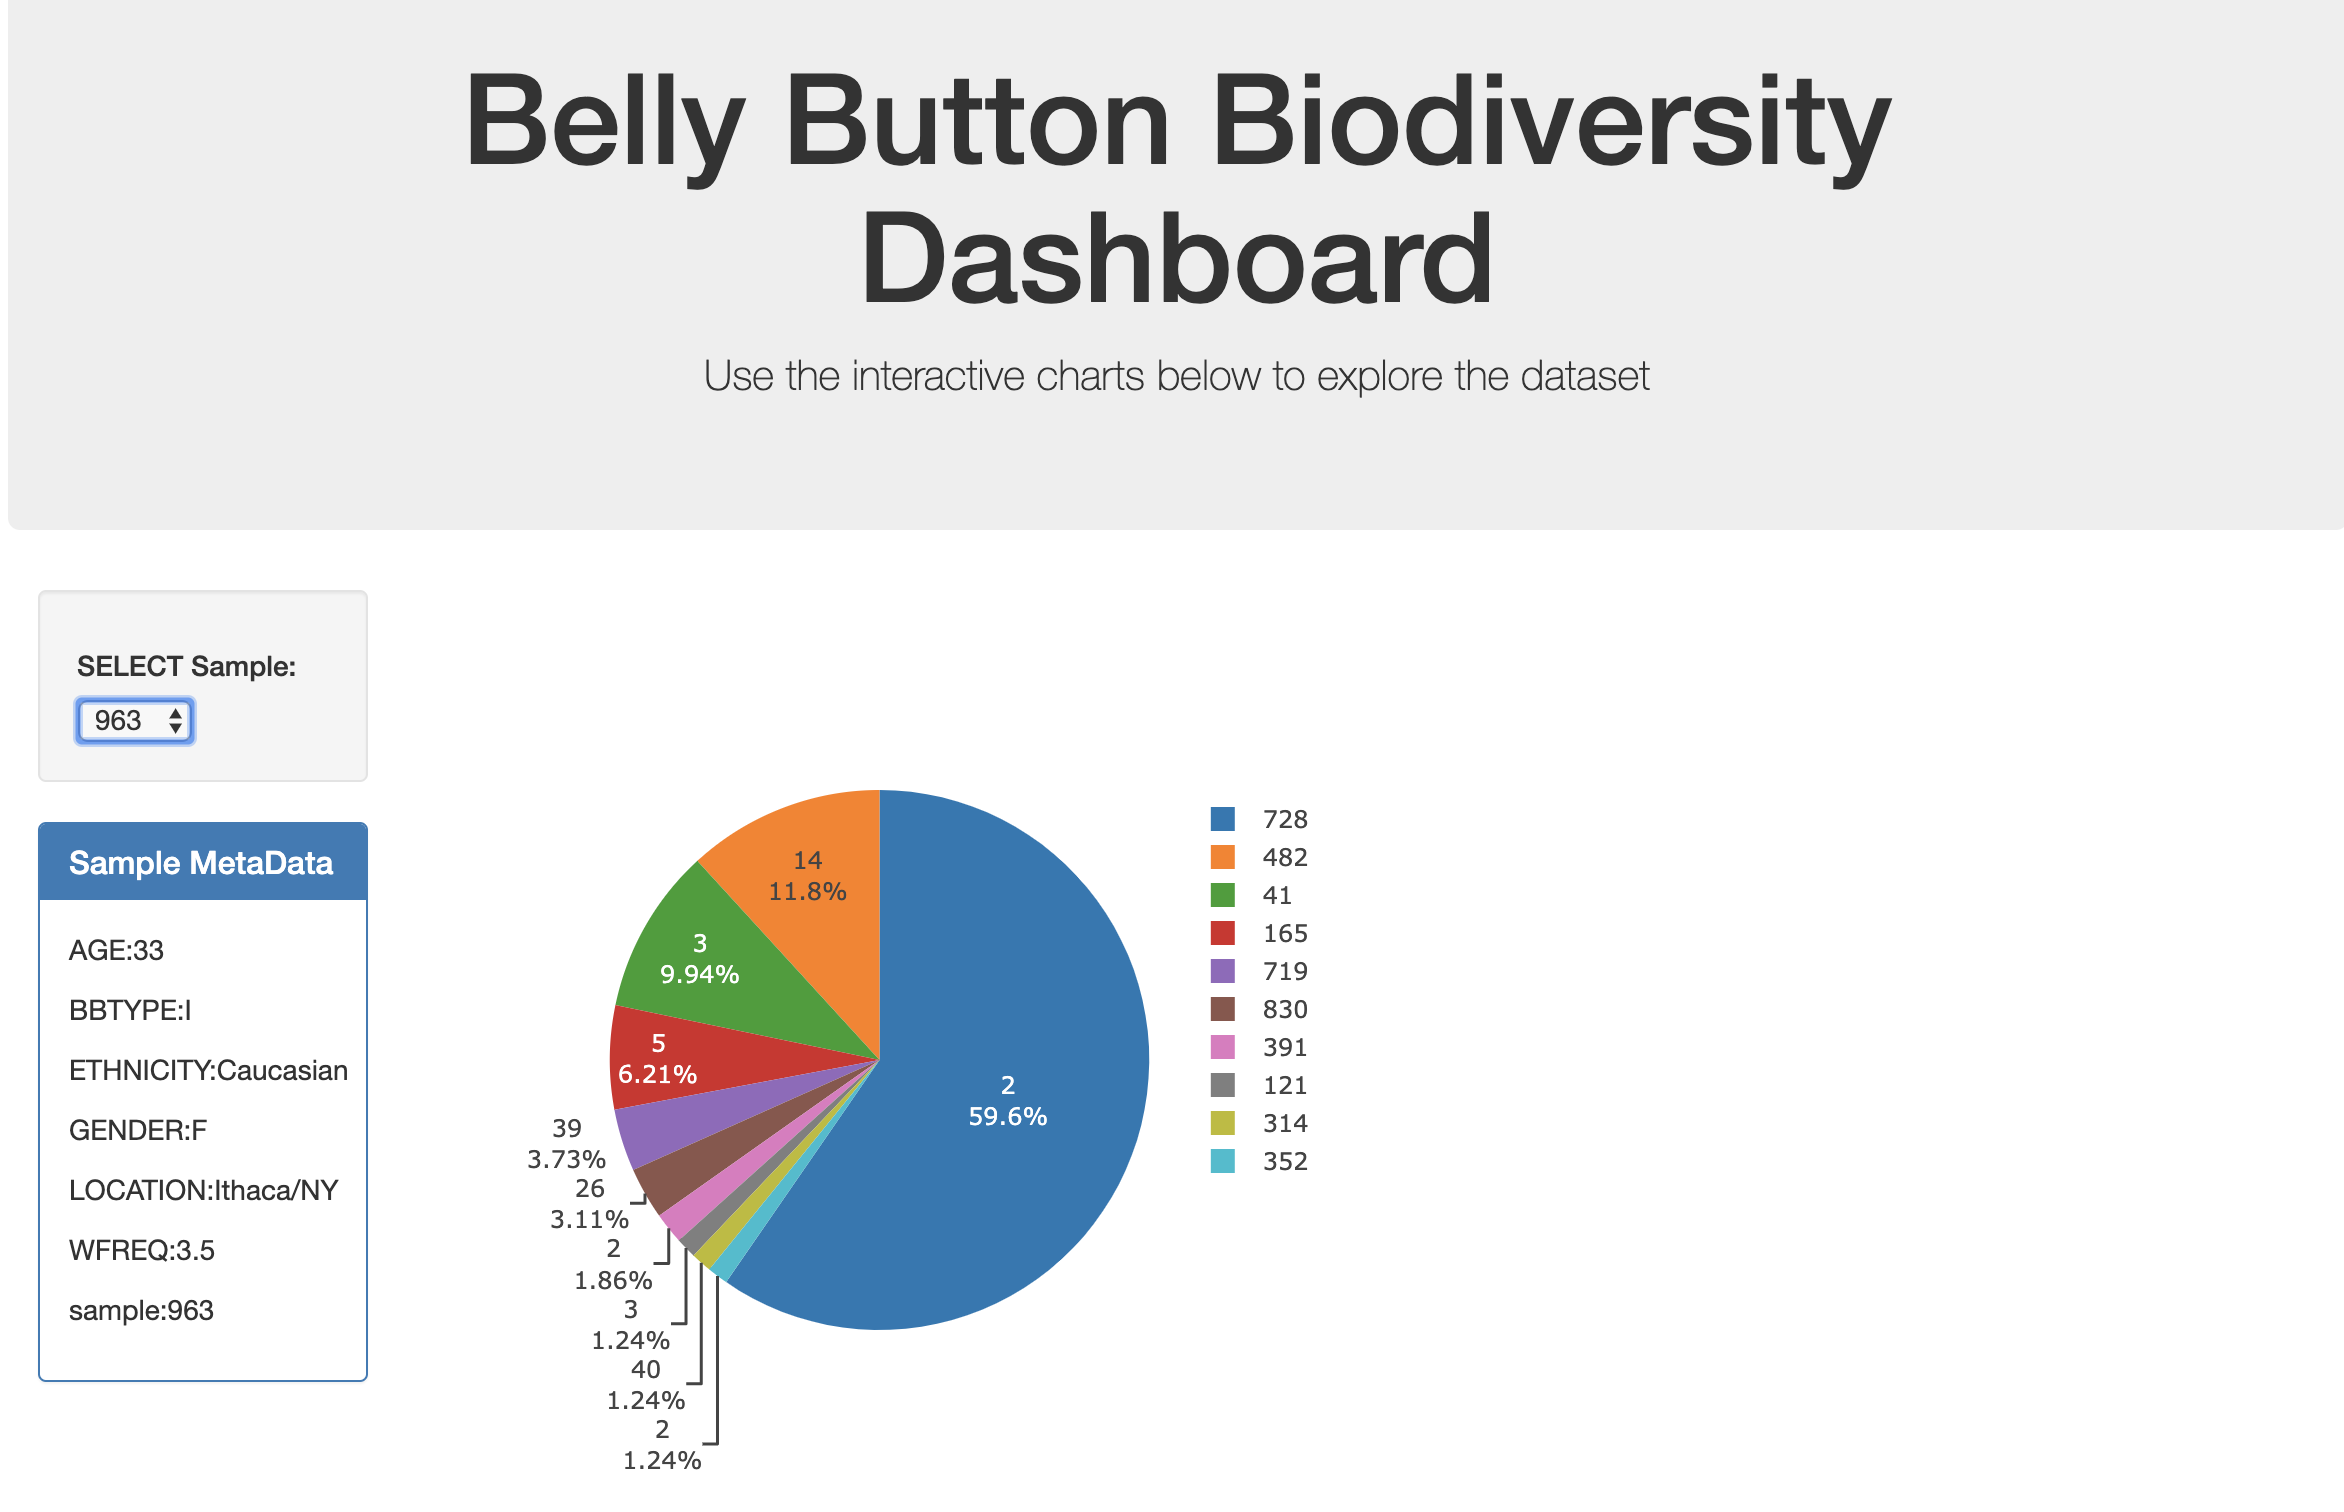 Belly Button Biodiversity
Dashboard
Use the interactive charts below to explore the dataset
SELECT Sample:
963
Sample MetaData
AGE:33
BBTYPE:I
ETHNICITY:Caucasian
GENDER:F
LOCATION:Ithaca/NY
WFREQ:3.5
sample:963
14
11.8%
3
9.94%
5
6.21%
39
3.73%
26
3.11%
2
1.86%
3
1.24%
40
1.24%
2
1.24%
2
59.6%
728
482
41
165
719
830
391
121
314
352